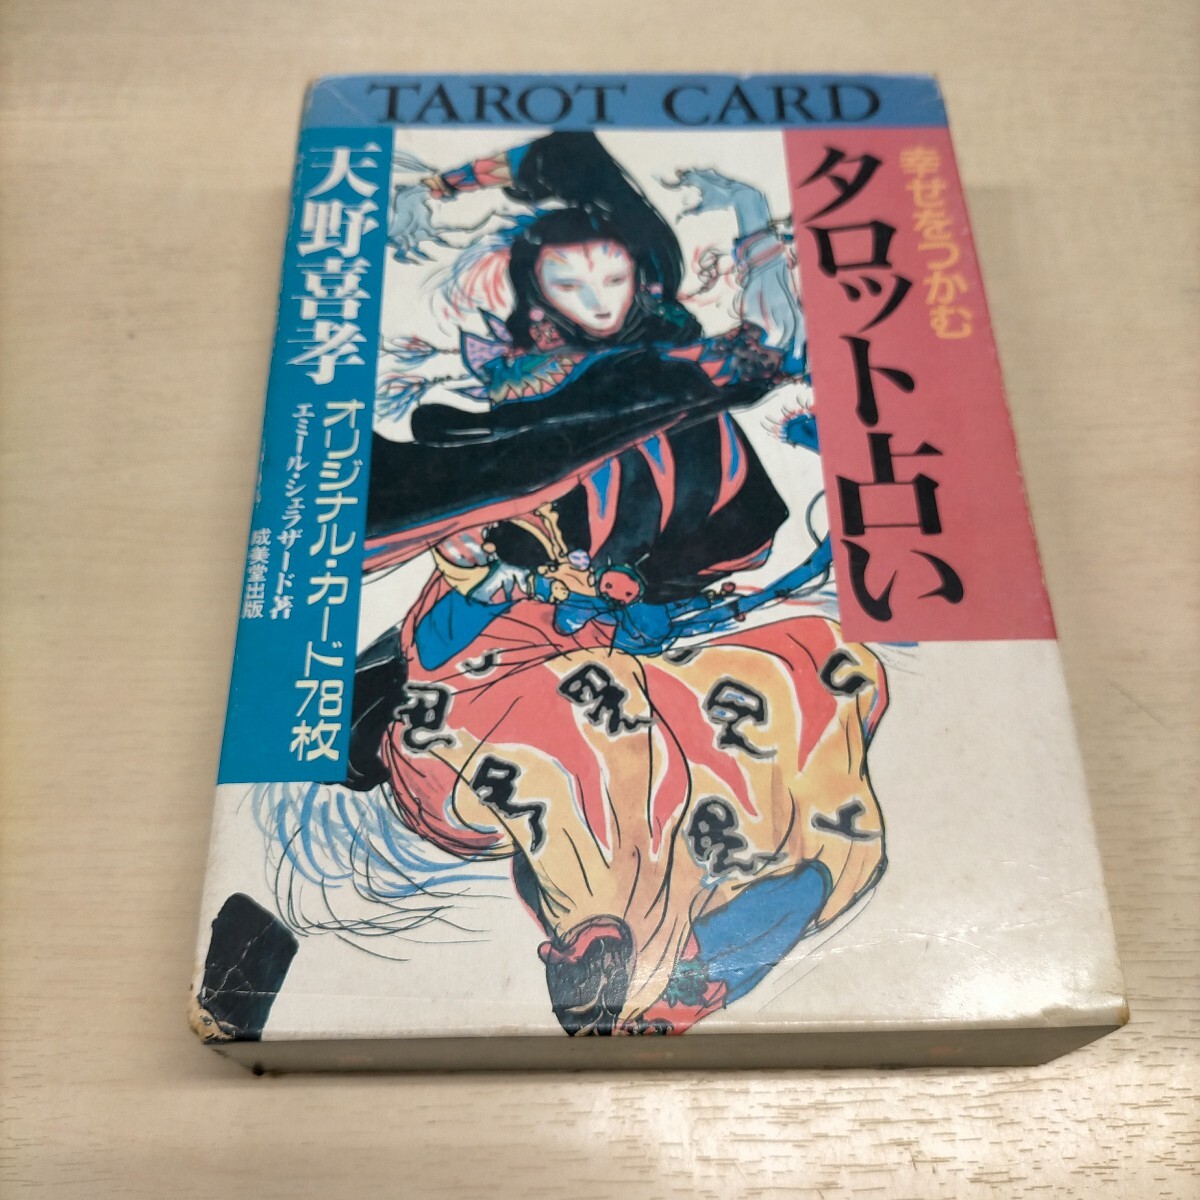 TAROT CARD
幸せをつかむ
タロット占い
天野喜孝
オリジナル・カード78枚
エミール・シェラザード著
成美堂出版